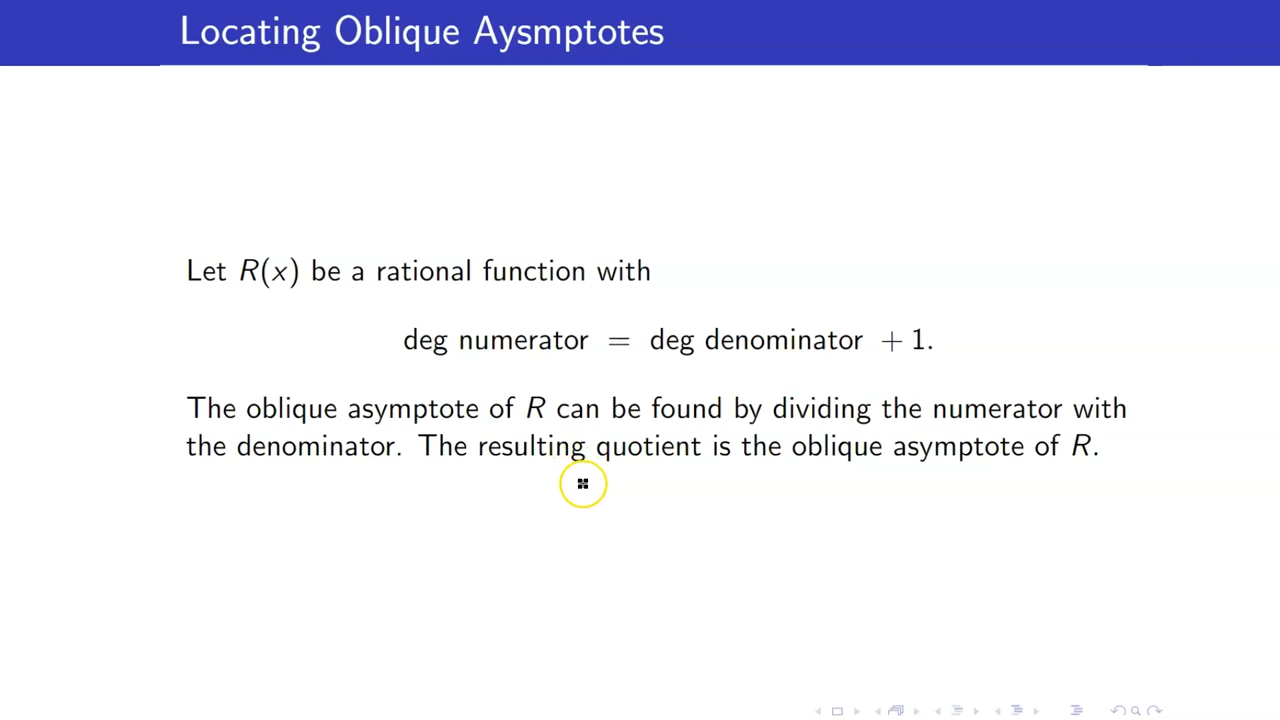 Locating Oblique Aysmptotes
Let R(x) be a rational function with
deg numerator = deg denominator + 1.
The oblique asymptote of R can be found by dividing the numerator with
the denominator. The resulting quotient is the oblique asymptote of R.